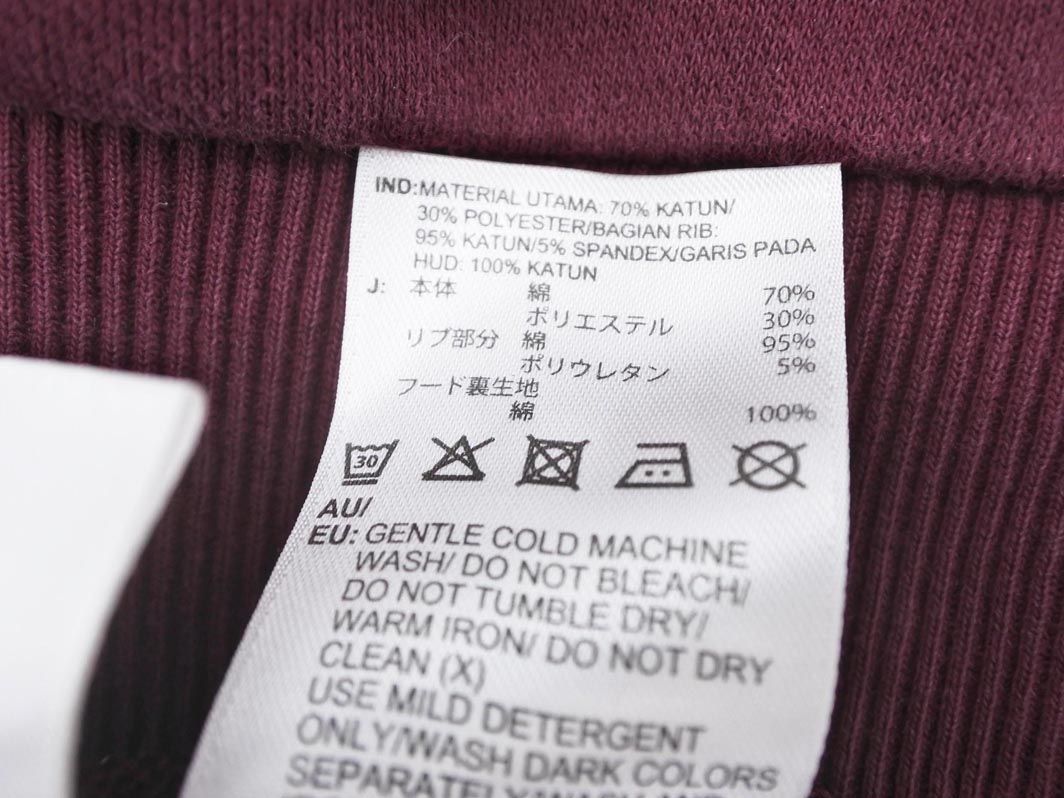 IND:MATERIAL UTAMA: 70% KATUN/
30% POLYESTER/BAGIAN RIB:
95% KATUN/5% SPANDEX/GARIS PADA
HUD: 100% KATUN
J: 本体 綿 70%
ポリエステル 30%
リブ部分 綿 95%
ポリウレタン 5%
フード裏生地
綿 100%
30
AU/
EU: GENTLE COLD MACHINE
WASH/ DO NOT BLEACH/
DO NOT TUMBLE DRY/
WARM IRON/ DO NOT DRY
CLEAN (X)
USE MILD DETERGENT
ONLY/WASH DARK COLORS
SEPARATELY/WASH AND